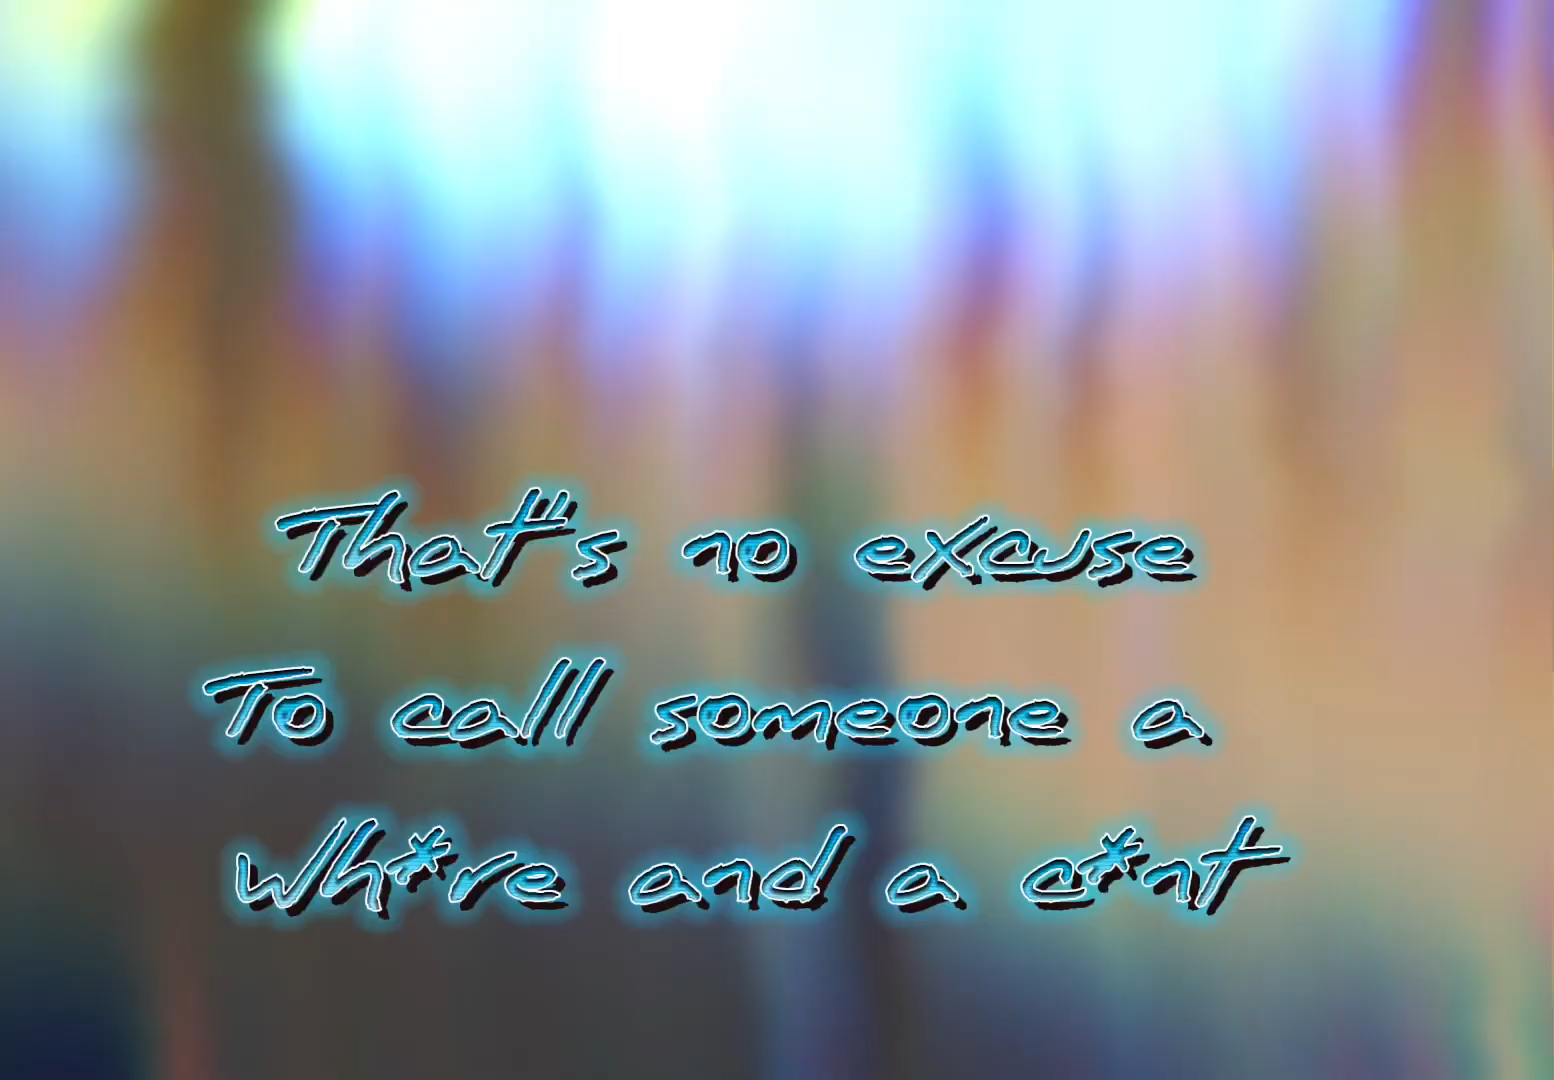 That's no excuse
To call someone a
Wh*re and a c*nt